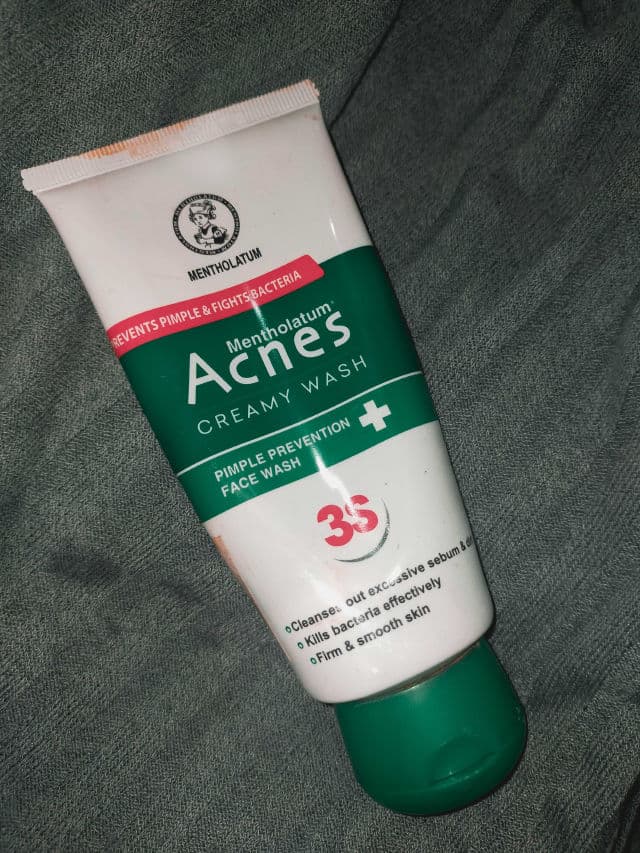 MENTHOLATUM
PREVENTS PIMPLE & FIGHTS BACTERIA
Mentholatum
Acnes
CREAMY WASH
PIMPLE PREVENTION
FACE WASH
3S
Cleanses out excessive sebum &
Kills bacteria effectively
Firm & smooth skin